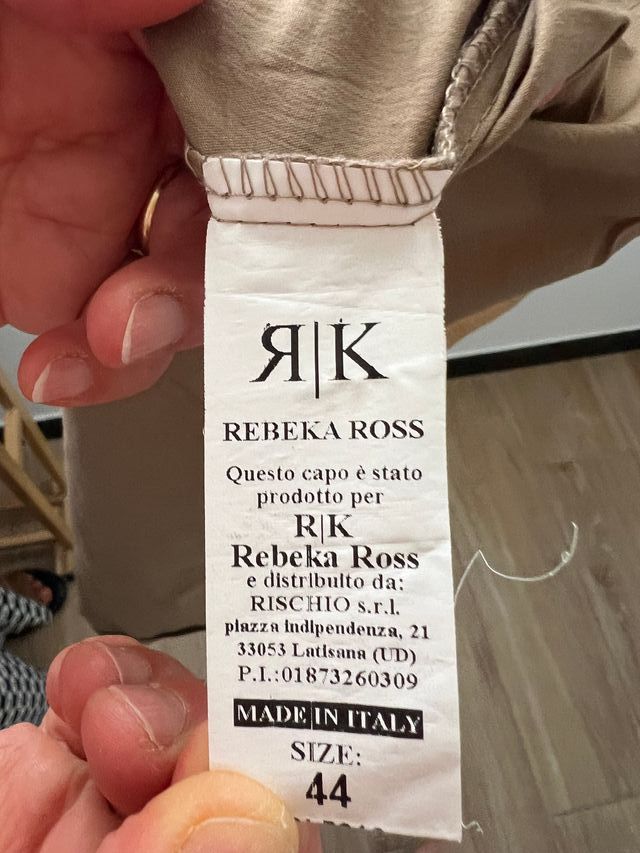 R|K
REBEKA ROSS
Questo capo è stato
prodotto per
R|K
Rebeka Ross
e distribuito da:
RISCHIO s.r.l.
piazza indipendenza, 21
33053 Latisana (UD)
P.I.:01873260309
MADE IN ITALY
SIZE:
44